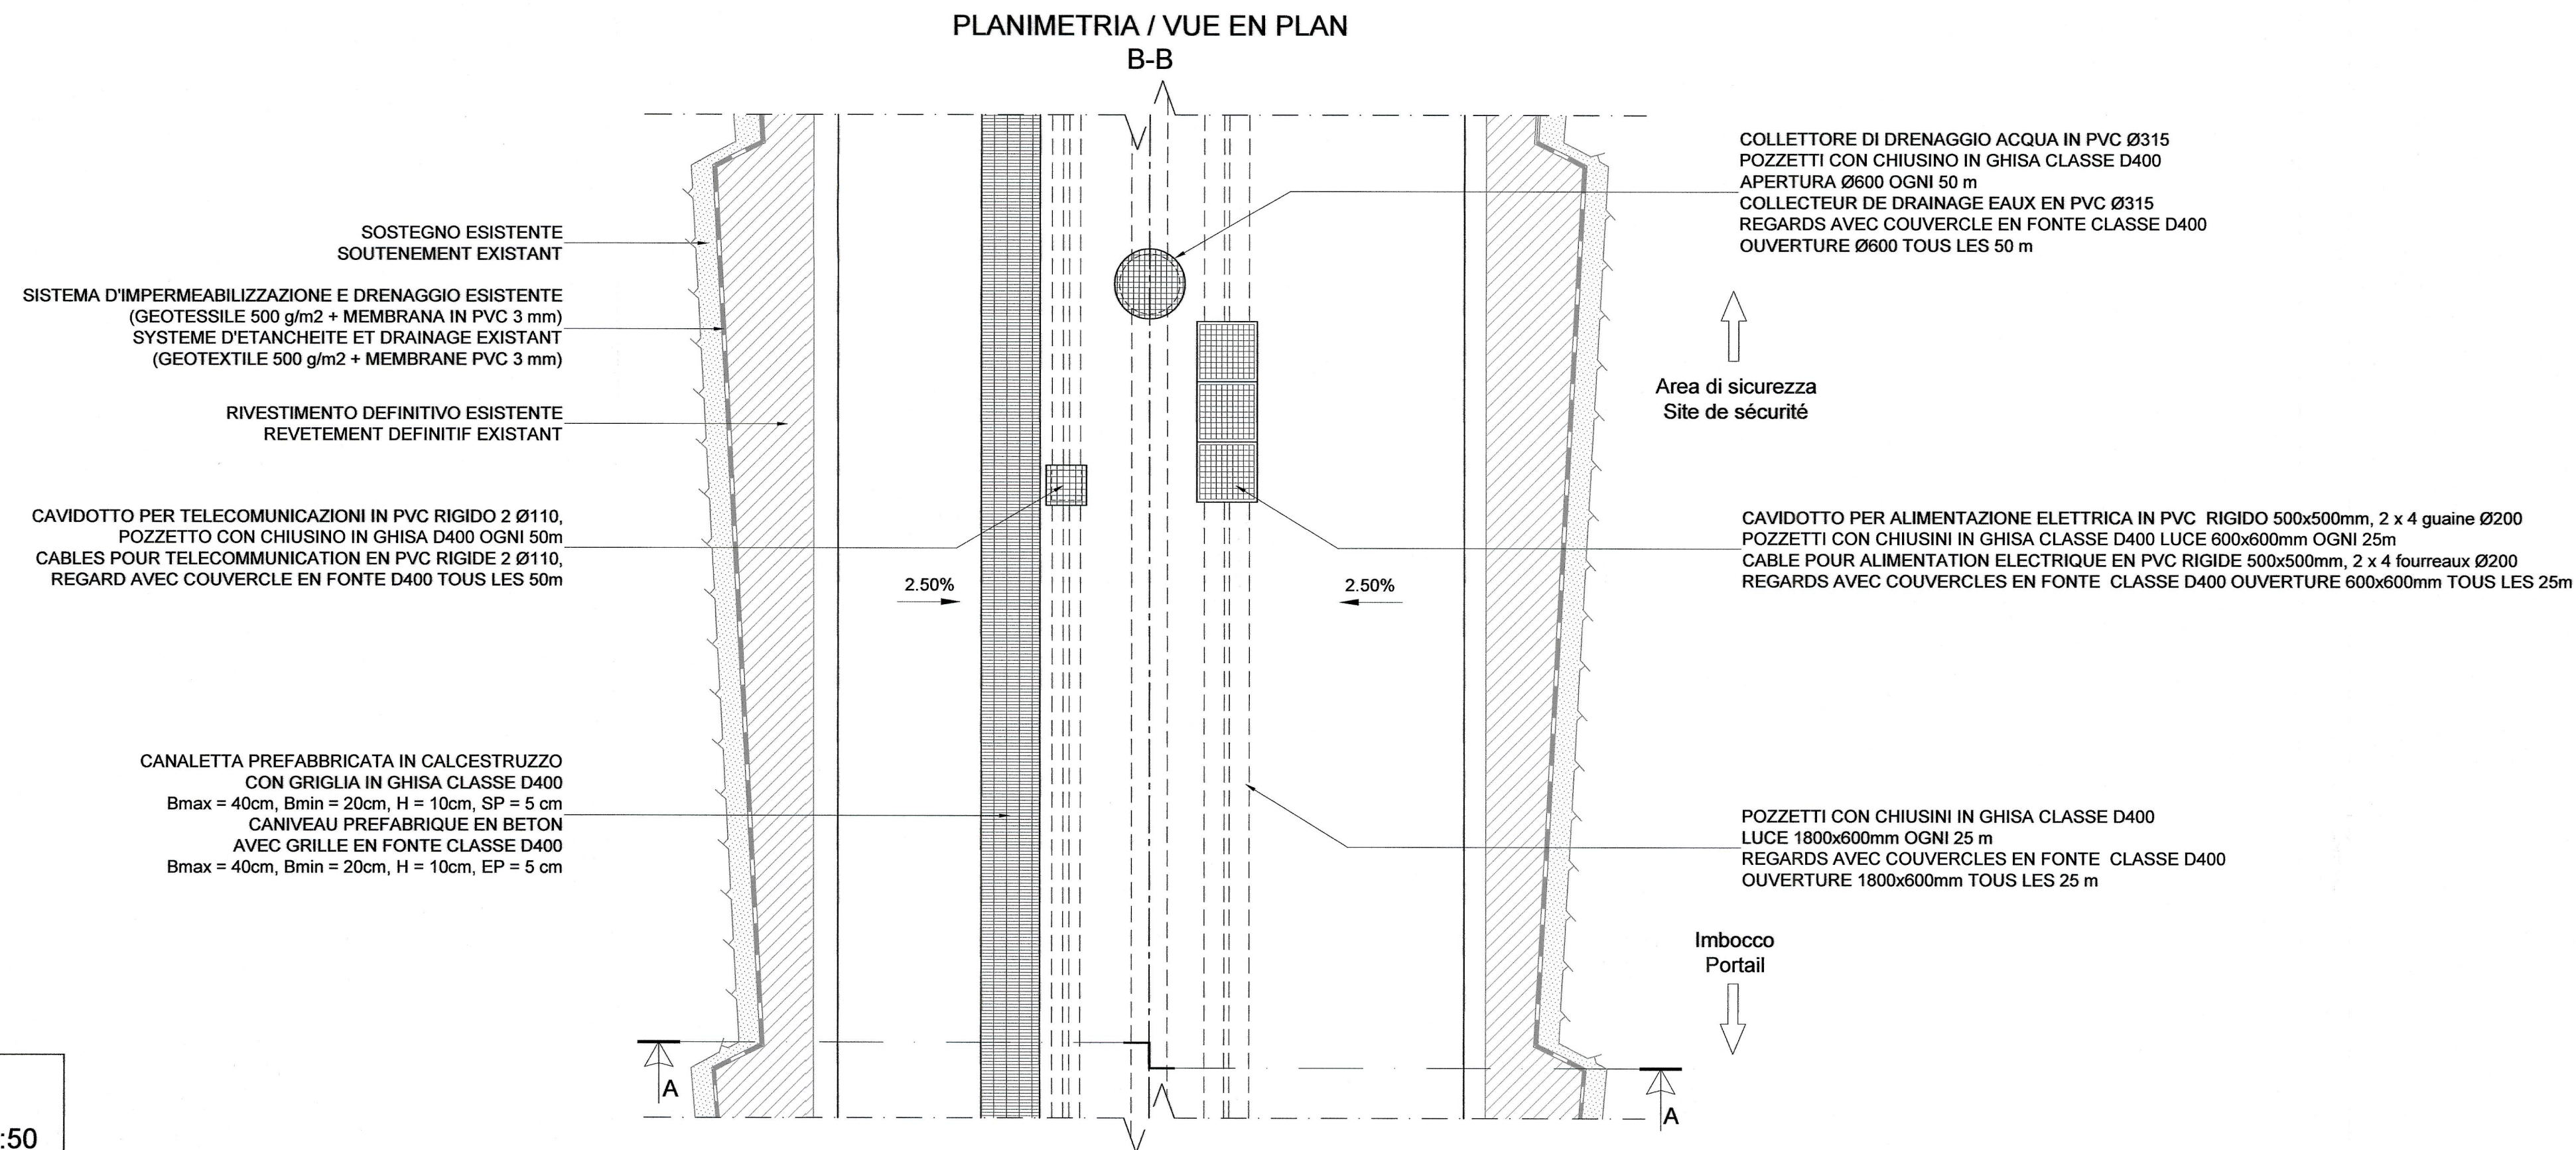 PLANIMETRIA / VUE EN PLAN
B-B
COLLETTORE DI DRENAGGIO ACQUA IN PVC Ø315
POZZETTI CON CHIUSINO IN GHISA CLASSE D400
APERTURA Ø600 OGNI 50 m
COLLECTEUR DE DRAINAGE EAUX EN PVC Ø315
REGARDS AVEC COUVERCLE EN FONTE CLASSE D400
OUVERTURE Ø600 TOUS LES 50 m
SOSTEGNO ESISTENTE
SOUTENEMENT EXISTANT
SISTEMA D'IMPERMEABILIZZAZIONE E DRENAGGIO ESISTENTE
(GEOTESSILE 500 g/m2 + MEMBRANA IN PVC 3 mm)
SYSTEME D'ETANCHEITE ET DRAINAGE EXISTANT
(GEOTEXTILE 500 g/m2 + MEMBRANE PVC 3 mm)
Area di sicurezza
Site de sécurité
RIVESTIMENTO DEFINITIVO ESISTENTE
REVETEMENT DEFINITIF EXISTANT
CAVIDOTTO PER TELECOMUNICAZIONI IN PVC RIGIDO 2 Ø110,
POZZETTO CON CHIUSINO IN GHISA D400 OGNI 50m
CABLES POUR TELECOMMUNICATION EN PVC RIGIDE 2 Ø110,
REGARD AVEC COUVERCLE EN FONTE D400 TOUS LES 50m
CAVIDOTTO PER ALIMENTAZIONE ELETTRICA IN PVC RIGIDO 500x500mm, 2 x 4 guaine Ø200
POZZETTI CON CHIUSINI IN GHISA CLASSE D400 LUCE 600x600mm OGNI 25m
CABLE POUR ALIMENTATION ELECTRIQUE EN PVC RIGIDE 500x500mm, 2 x 4 fourreaux Ø200
REGARDS AVEC COUVERCLES EN FONTE CLASSE D400 OUVERTURE 600x600mm TOUS LES 25m
2.50%
2.50%
CANALETTA PREFABBRICATA IN CALCESTRUZZO
CON GRIGLIA IN GHISA CLASSE D400
Bmax = 40cm, Bmin = 20cm, H = 10cm, SP = 5 cm
CANIVEAU PREFABRIQUE EN BETON
AVEC GRILLE EN FONTE CLASSE D400
Bmax = 40cm, Bmin = 20cm, H = 10cm, EP = 5 cm
POZZETTI CON CHIUSINI IN GHISA CLASSE D400
LUCE 1800x600mm OGNI 25 m
REGARDS AVEC COUVERCLES EN FONTE CLASSE D400
OUVERTURE 1800x600mm TOUS LES 25 m
Imbocco
Portail
A
A
:50